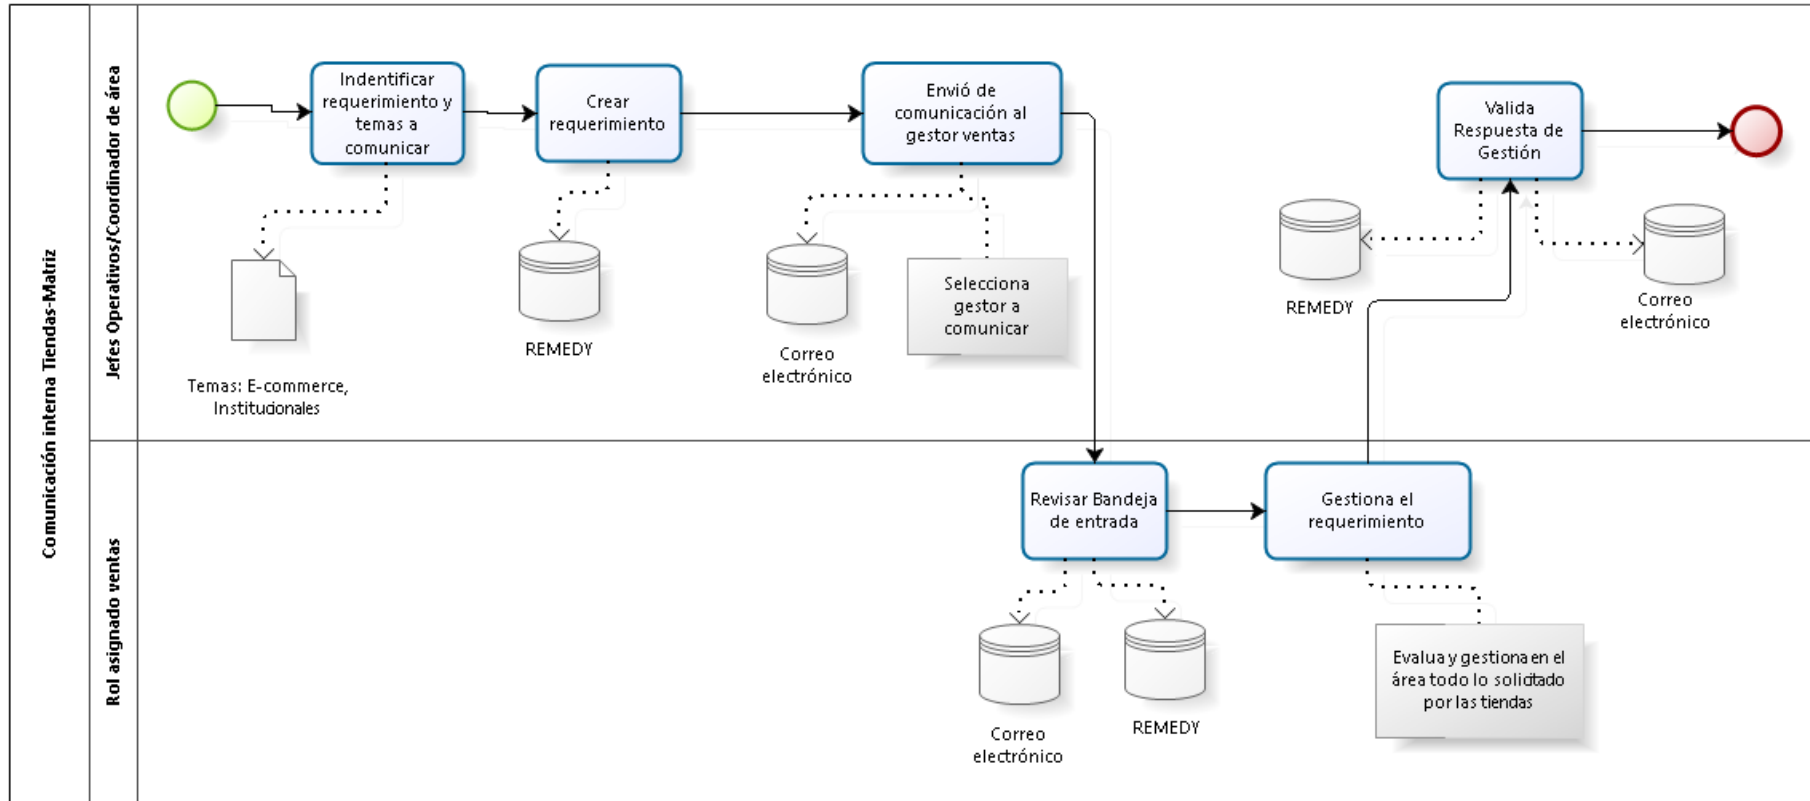 Comunicación interna Tiendas-Matriz
Jefes Operativos/Coordinador de área
Indentificar
requerimiento y
temas a
comunicar
Crear
requerimiento
Envió de
comunicación al
gestor ventas
Valida
Respuesta de
Gestión
Temas: E-commerce,
Institucionales
REMEDY
Correo
electrónico
Selecciona
gestor a
comunicar
REMEDY
Correo
electrónico
Rol asignado ventas
Revisar Bandeja
de entrada
Gestiona el
requerimiento
Correo
electrónico
REMEDY
Evalua y gestiona en el
área todo lo solicitado
por las tiendas